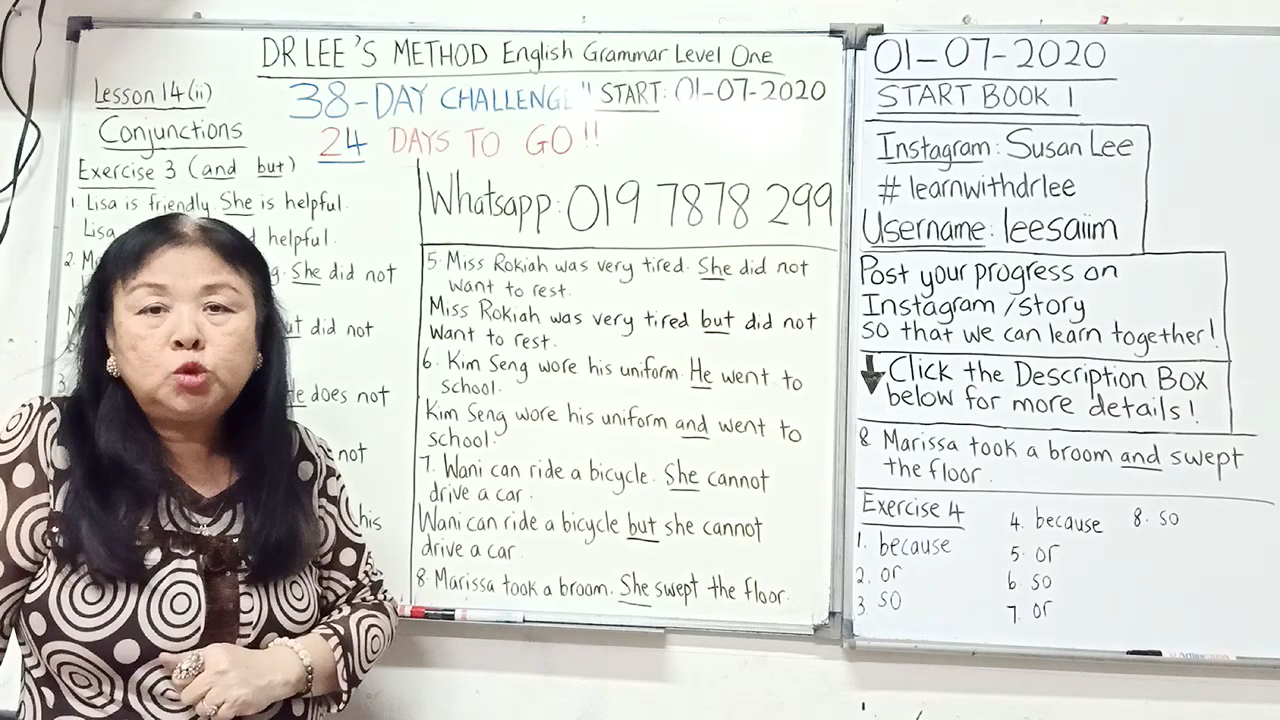 DR LEE'S METHOD English Grammar Level One
Lesson 14(ii)
38-DAY CHALLENGE" START: 01-07-2020
Conjunctions
24 DAYS TO GO!!
Exercise 3 (and but)
1. Lisa is friendly. She is helpful.
Lisa helpful.
2. She did not
did not
3. does not
not
his
Whatsapp: 019 7878 299
5. Miss Rokiah was very tired. She did not
want to rest.
Miss Rokiah was very tired but did not
want to rest.
6. Kim Seng wore his uniform. He went to
school.
Kim Seng wore his uniform and went to
school.
7. Wani can ride a bicycle. She cannot
drive a car.
Wani can ride a bicycle but she cannot
drive a car.
8. Marissa took a broom. She swept the floor.
01-07-2020
START BOOK 1
Instagram: Susan Lee
# learnwithdrlee
Username: leesaiim
Post your progress on
Instagram/story
so that we can learn together!
Click the Description Box
below for more details!
8. Marissa took a broom and swept
the floor.
Exercise 4
1. because
2. or
3. so
4. because
5. or
6. so
7. or
8. so